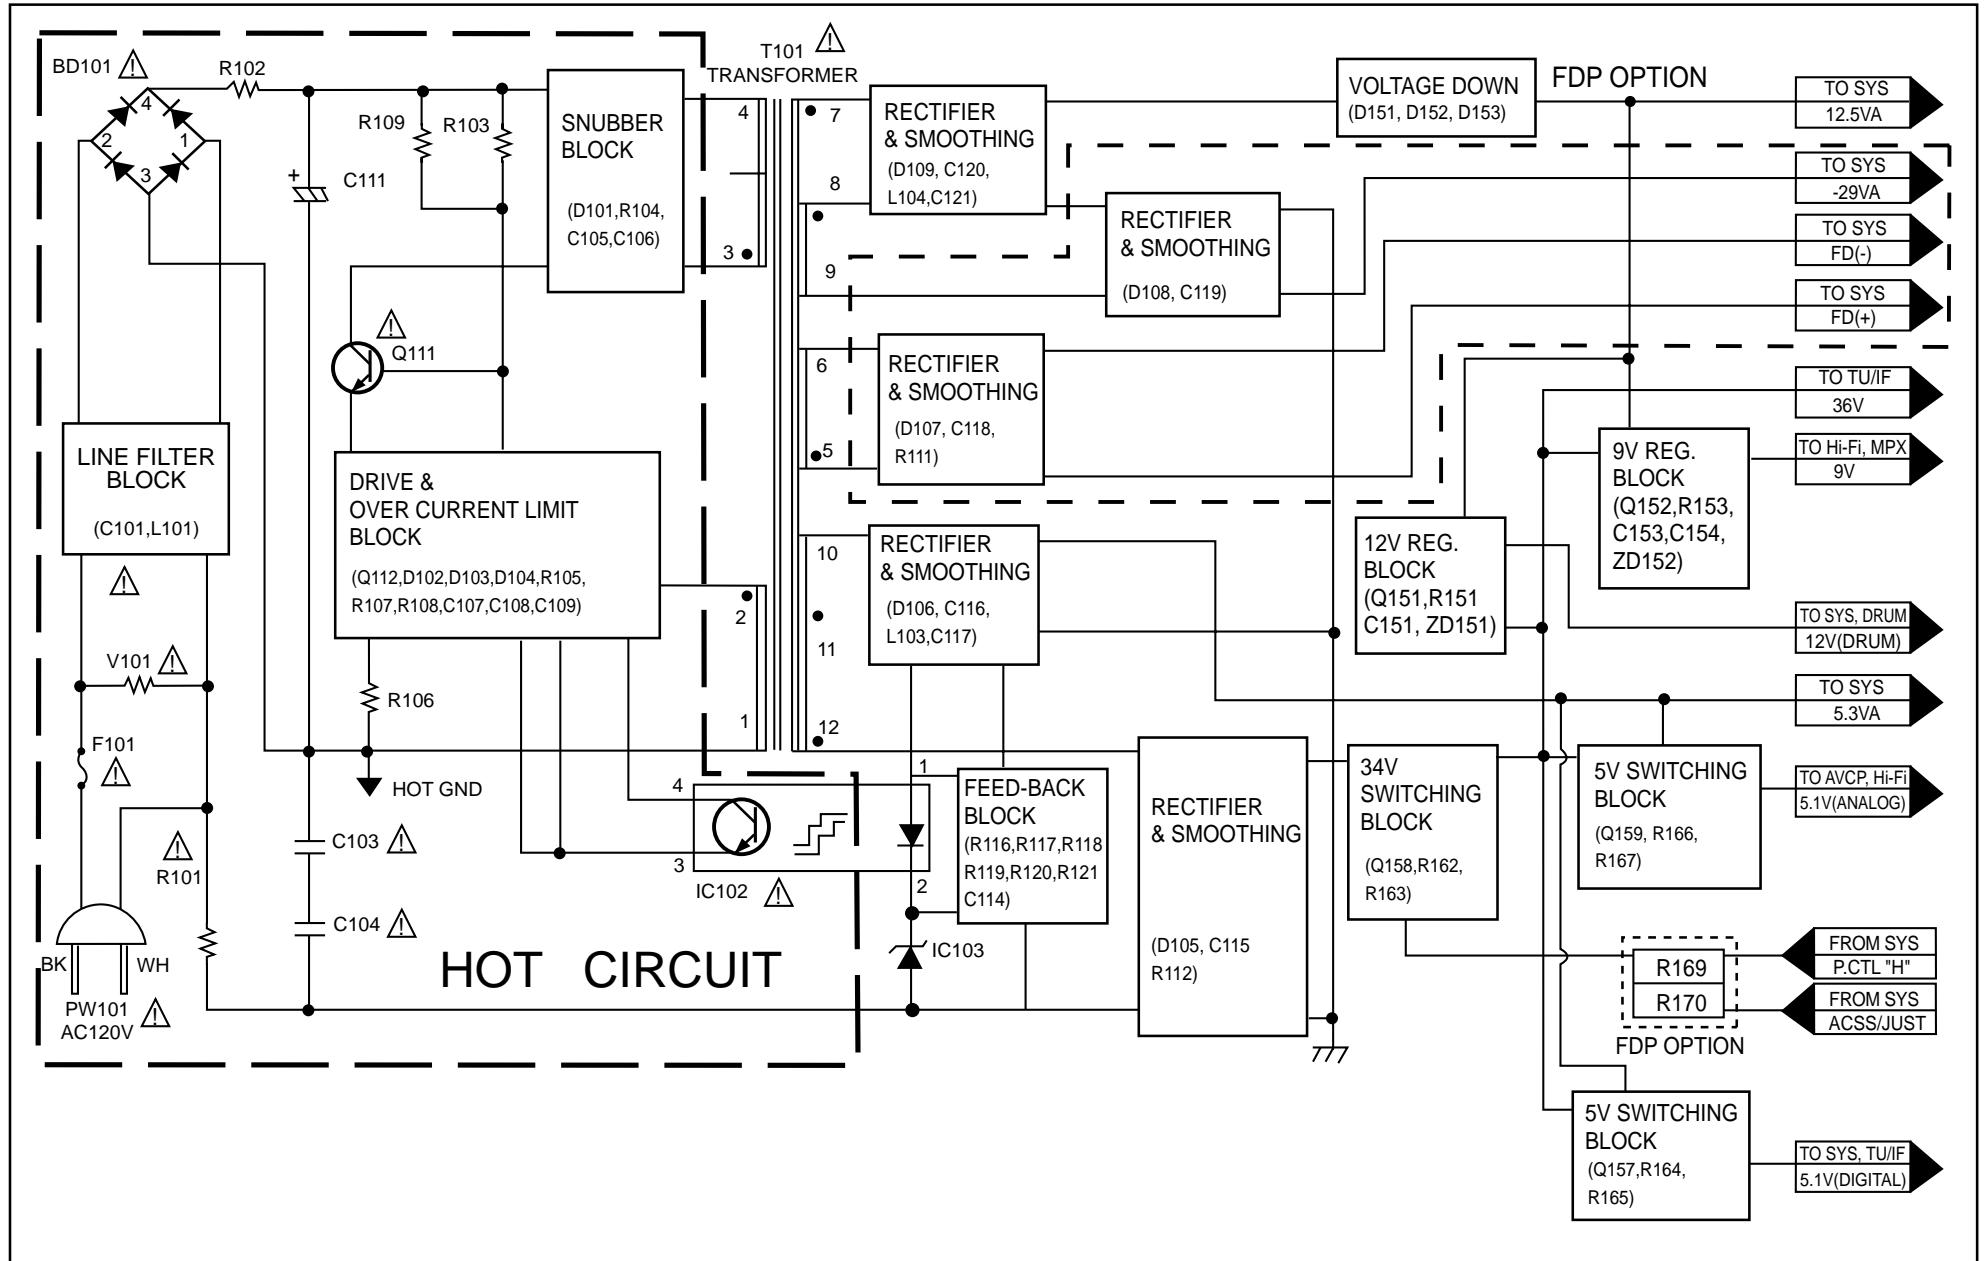 BD101
R102
R109
R103
C111
4
2
1
3
SNUBBER
BLOCK
(D101,R104,
C105,C106)
T101
TRANSFORMER
4
3
2
1
7
8
9
6
5
10
11
12
Q111
LINE FILTER
BLOCK
(C101,L101)
DRIVE &
OVER CURRENT LIMIT
BLOCK
(Q112,D102,D103,D104,R105,
R107,R108,C107,C108,C109)
V101
R106
F101
HOT GND
R101
C103
C104
BK
WH
PW101
AC120V
HOT CIRCUIT
4
3
IC102
1
2
IC103
+
RECTIFIER
& SMOOTHING
(D109, C120,
L104,C121)
RECTIFIER
& SMOOTHING
(D108, C119)
RECTIFIER
& SMOOTHING
(D107, C118,
R111)
RECTIFIER
& SMOOTHING
(D106, C116,
L103,C117)
FEED-BACK
BLOCK
(R116,R117,R118
R119,R120,R121
C114)
RECTIFIER
& SMOOTHING
(D105, C115
R112)
VOLTAGE DOWN
(D151, D152, D153)
FDP OPTION
12V REG.
BLOCK
(Q151,R151
C151, ZD151)
9V REG.
BLOCK
(Q152,R153,
C153,C154,
ZD152)
34V
SWITCHING
BLOCK
(Q158,R162,
R163)
5V SWITCHING
BLOCK
(Q159, R166,
R167)
R169
R170
FDP OPTION
5V SWITCHING
BLOCK
(Q157,R164,
R165)
TO SYS
12.5VA
TO SYS
-29VA
TO SYS
FD(-)
TO SYS
FD(+)
TO TU/IF
36V
TO Hi-Fi, MPX
9V
TO SYS, DRUM
12V(DRUM)
TO SYS
5.3VA
TO AVCP, Hi-Fi
5.1V(ANALOG)
FROM SYS
P.CTL "H"
FROM SYS
ACSS/JUST
TO SYS, TU/IF
5.1V(DIGITAL)